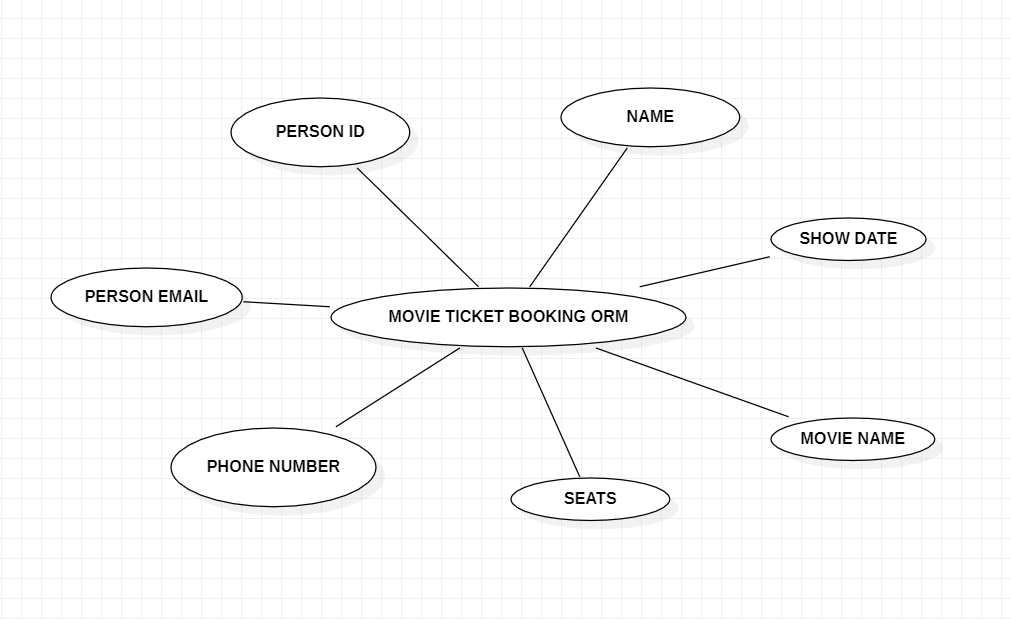 NAME
PERSON ID
SHOW DATE
PERSON EMAIL
MOVIE TICKET BOOKING ORM
MOVIE NAME
PHONE NUMBER
SEATS